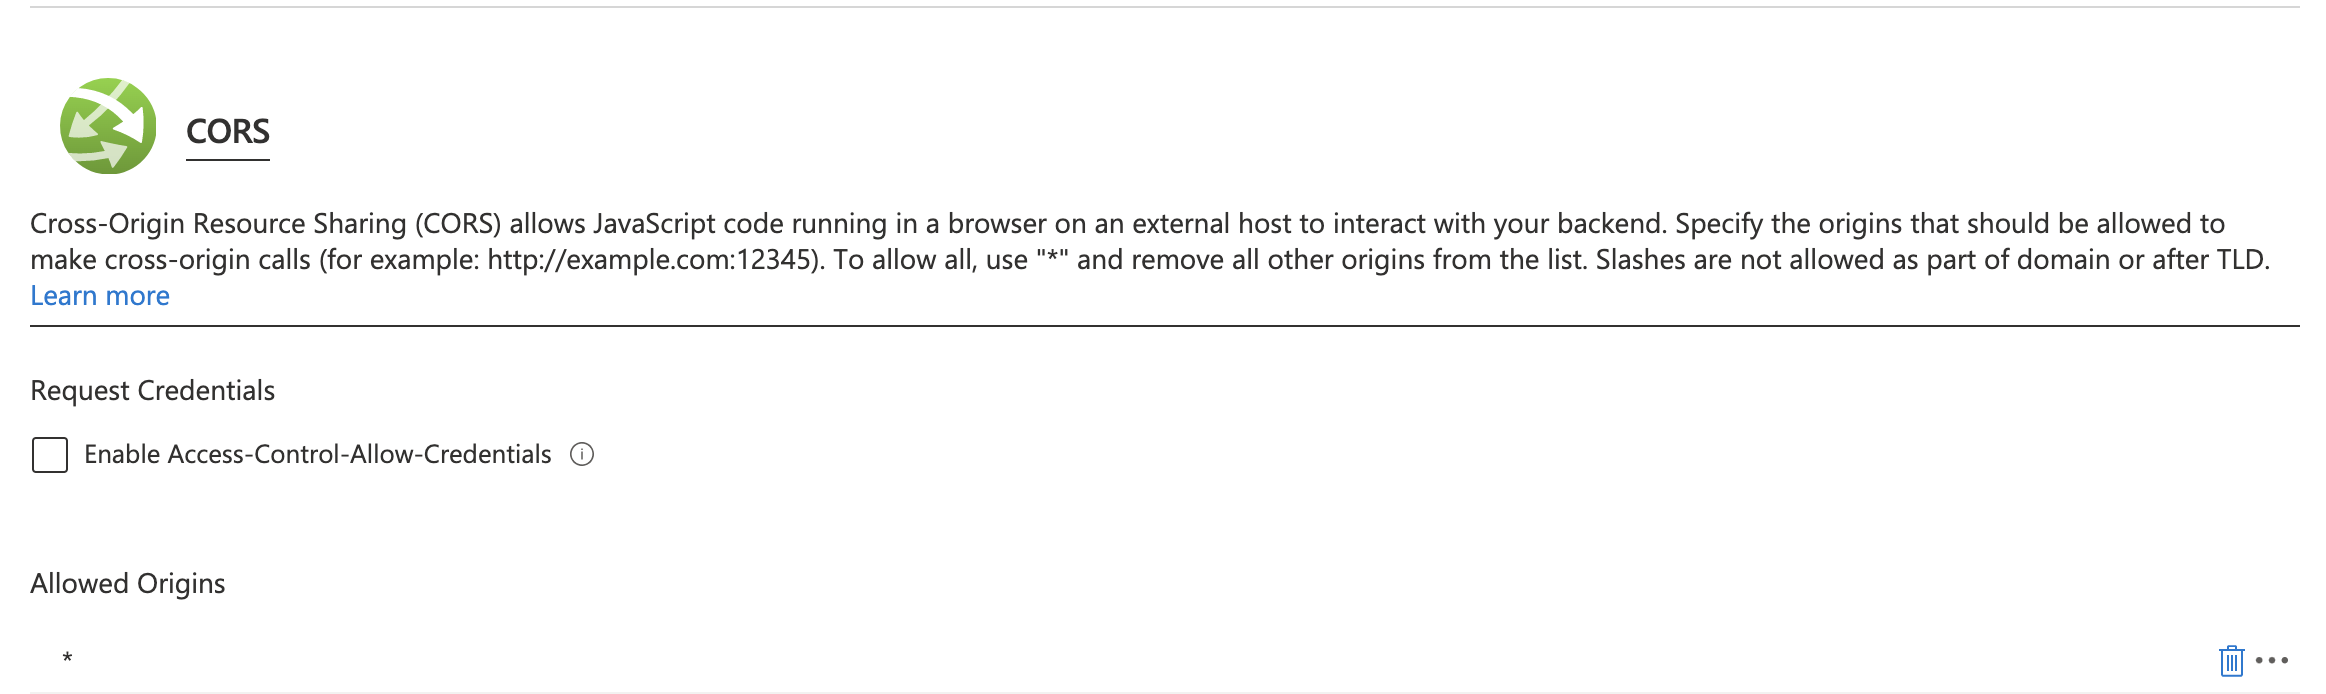 CORS
Cross-Origin Resource Sharing (CORS) allows JavaScript code running in a browser on an external host to interact with your backend. Specify the origins that should be allowed to
make cross-origin calls (for example: http://example.com:12345). To allow all, use "*" and remove all other origins from the list. Slashes are not allowed as part of domain or after TLD.
Learn more
Request Credentials
Enable Access-Control-Allow-Credentials
Allowed Origins
*